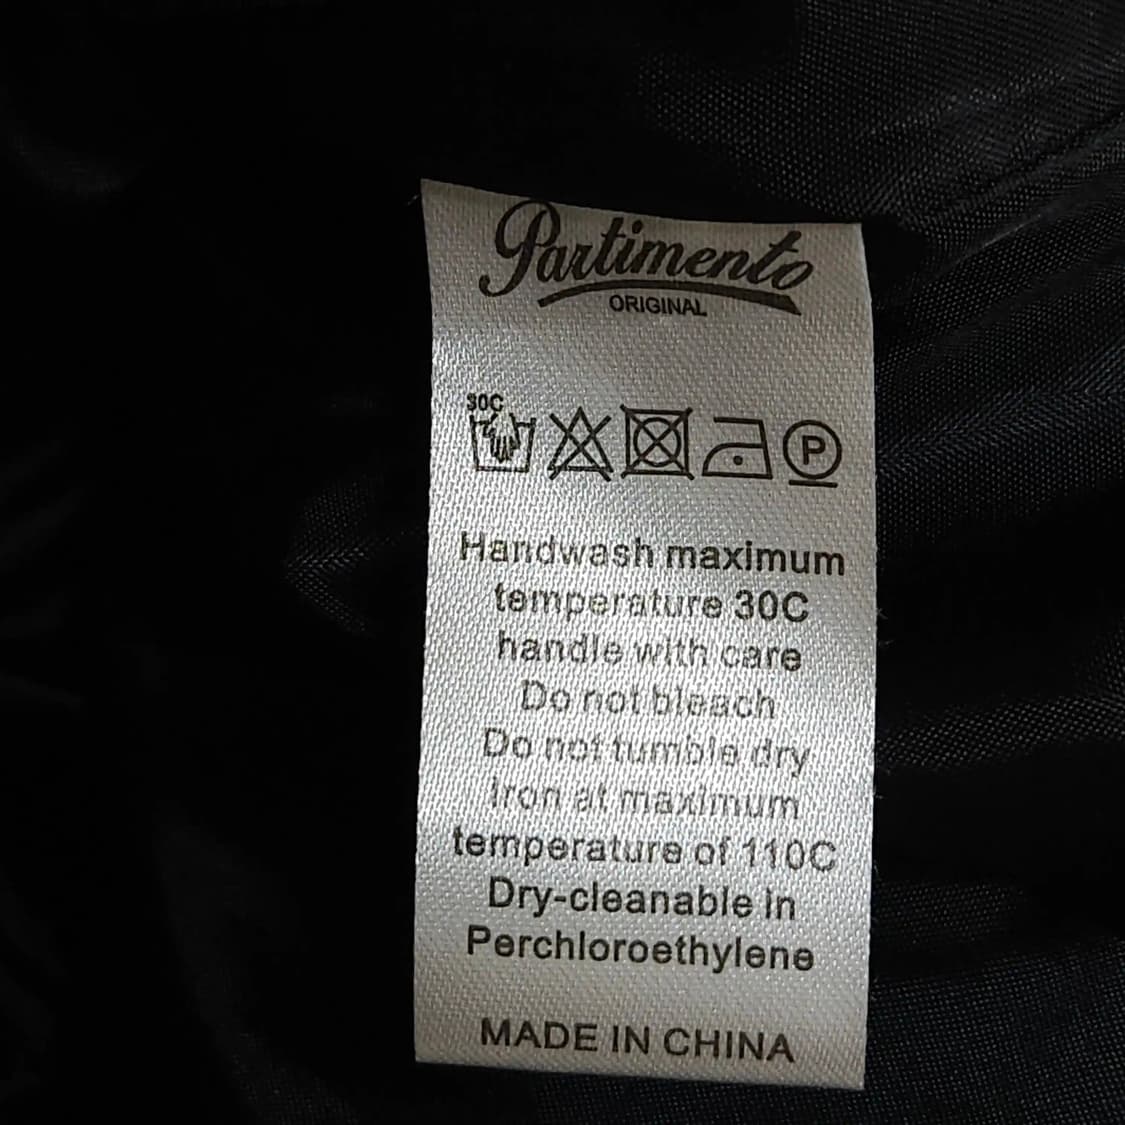 Partimento
ORIGINAL
30C
P
Handwash maximum
temperature 30C
handle with care
Do not bleach
Do not tumble dry
Iron at maximum
temperature of 110C
Dry-cleanable in
Perchloroethylene
MADE IN CHINA